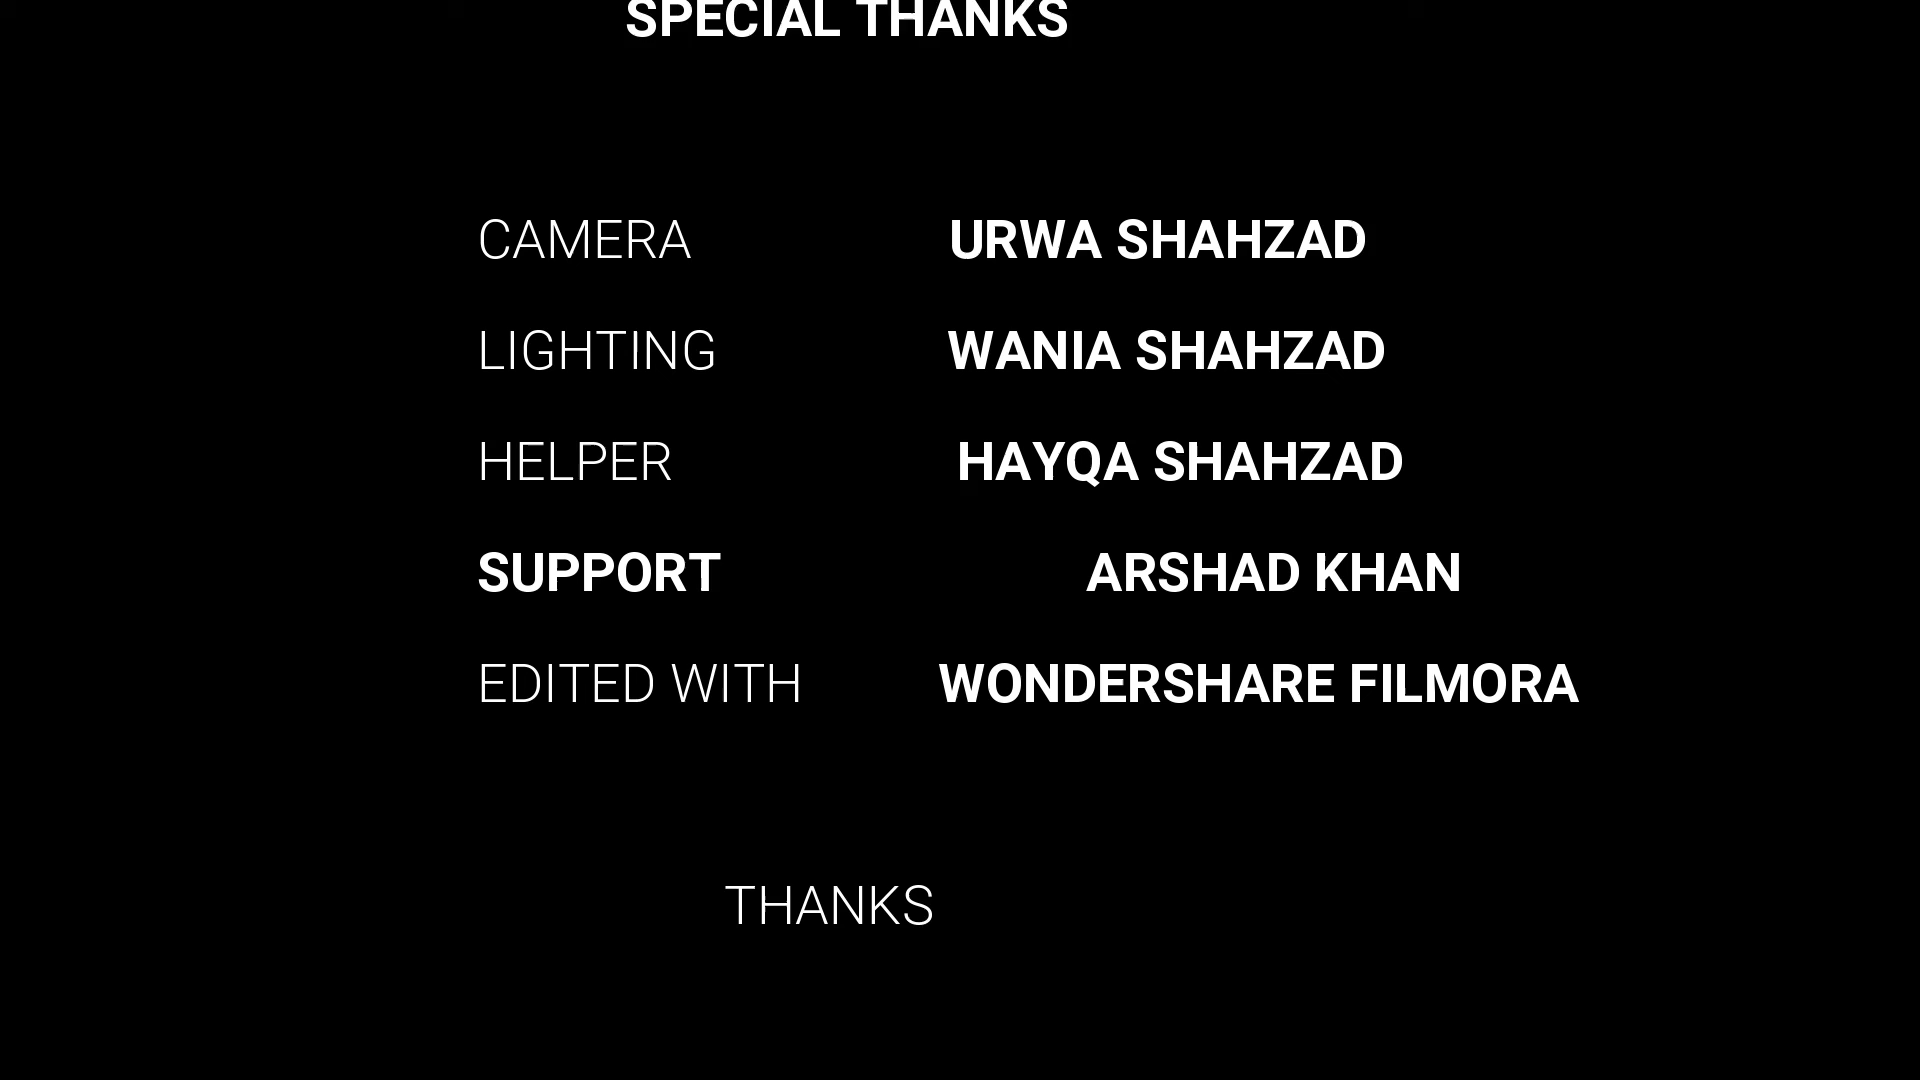 SPECIAL THANKS
CAMERA URWA SHAHZAD
LIGHTING WANIA SHAHZAD
HELPER HAYQA SHAHZAD
SUPPORT ARSHAD KHAN
EDITED WITH WONDERSHARE FILMORA
THANKS